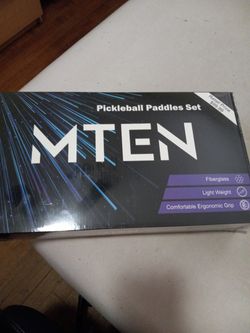 Pickleball Paddles Set
MTEN
Fiberglass
Light Weight
Comfortable Ergonomic Grip